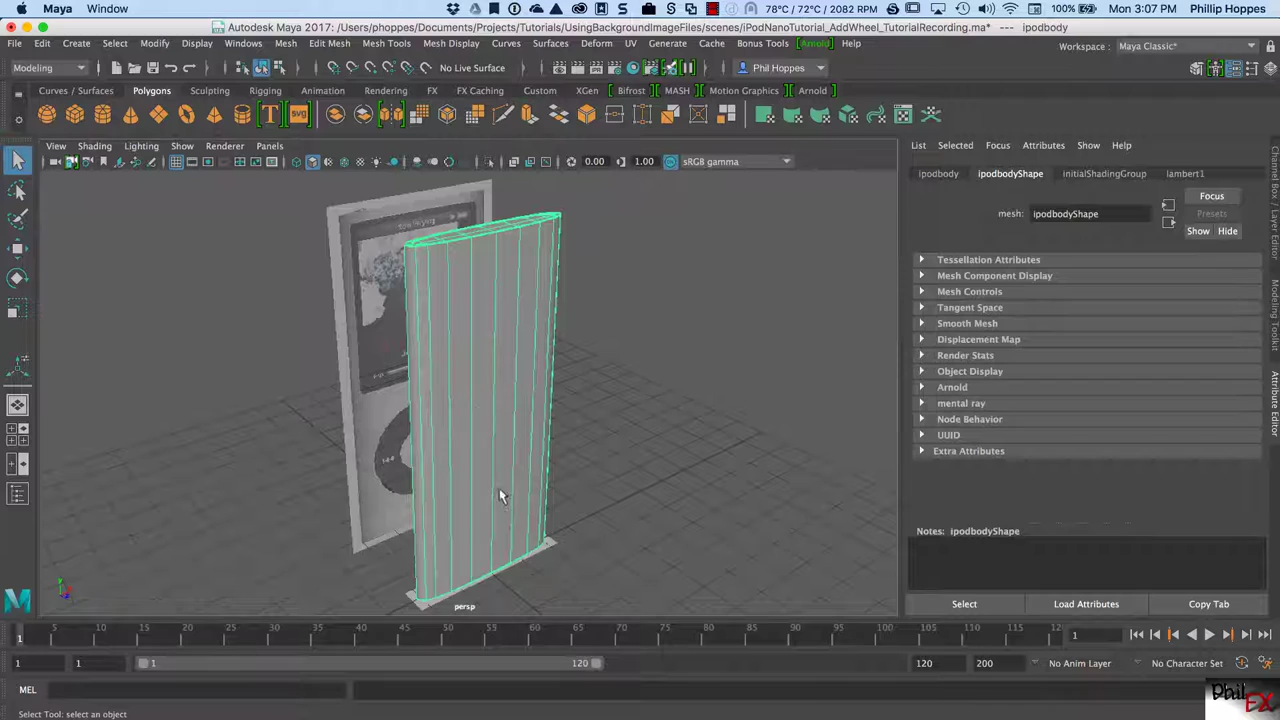 Maya Window 78°C / 72°C / 2082 RPM 100% Mon 3:07 PM Phillip Hoppes
Autodesk Maya 2017: /Users/phoppes/Documents/Projects/Tutorials/UsingBackgroundImageFiles/scenes/iPodNanoTutorial_AddWheel_TutorialRecording.ma* --- ipodbody
File Edit Create Select Modify Display Windows Mesh Edit Mesh Mesh Tools Mesh Display Curves Surfaces Deform UV Generate Cache Bonus Tools [Arnold] Help Workspace : Maya Classic*
Modeling No Live Surface Phil Hoppes
Curves / Surfaces Polygons Sculpting Rigging Animation Rendering FX FX Caching Custom XGen Bifrost MASH Motion Graphics Arnold
T SVG
View Shading Lighting Show Renderer Panels List Selected Focus Attributes Show Help
0.00 1.00 sRGB gamma
ipodbody ipodbodyShape initialShadingGroup lambert1
Focus
mesh: ipodbodyShape Presets
Show Hide
Tessellation Attributes
Mesh Component Display
Mesh Controls
Tangent Space
Smooth Mesh
Displacement Map
Render Stats
Object Display
Arnold
mental ray
Node Behavior
UUID
Extra Attributes
Channel Box / Layer Editor
Modeling Toolkit
Attribute Editor
Now Playing
Notes: ipodbodyShape
persp
Select Load Attributes Copy Tab
5 10 15 20 25 30 35 40 45 50 55 60 65 70 75 80 85 90 95 100 105 110 115 12
1 1
1 1 1 120 120 200 No Anim Layer No Character Set
MEL
Select Tool: select an object
Phil FX